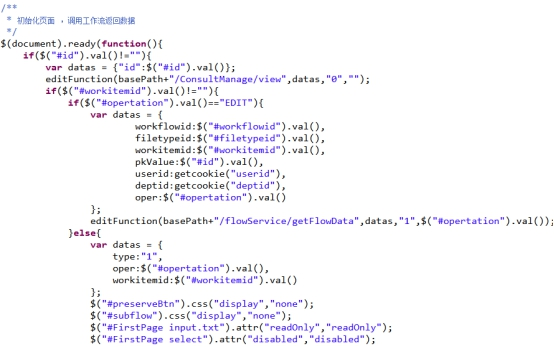 /**
 * 初始化页面 ，调用工作流返回数据
 */
$(document).ready(function(){
    if($("#id").val()!=""){
        var datas = {"id":$("#id").val()};
        editFunction(basePath+"/ConsultManage/view",datas,"0","");
        if($("#workitemid").val()!=""){
            if($("#opertation").val()=="EDIT"){
                var datas = {
                        workflowid:$("#workflowid").val(),
                        filetypeid:$("#filetypeid").val(),
                        workitemid:$("#workitemid").val(),
                        pkValue:$("#id").val(),
                        userid:getcookie("userid"),
                        deptid:getcookie("deptid"),
                        oper:$("#opertation").val()
                };
                editFunction(basePath+"/flowService/getFlowData",datas,"1",$("#opertation").val());
            }else{
                var datas = {
                    type:"1",
                    oper:$("#opertation").val(),
                    workitemid:$("#workitemid").val()
                };
                $("#preserveBtn").css("display","none");
                $("#subflow").css("display","none");
                $("#FirstPage input.txt").attr("readOnly","readOnly");
                $("#FirstPage select").attr("disabled","disabled");